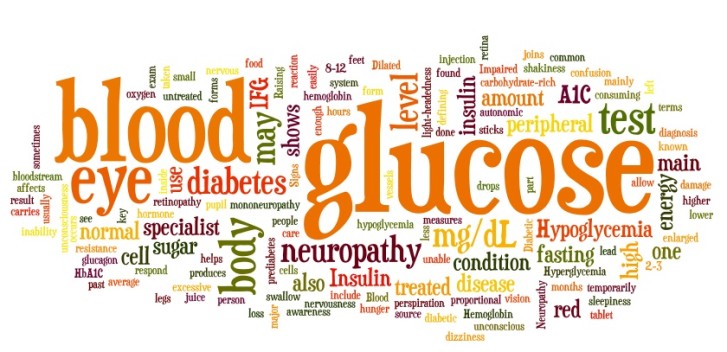 blood
glucose
eye
diabetes
neuropathy
body
test
level
may
IFG
shows
insulin
amount
A1C
peripheral
mg/dL
Hypoglycemia
fasting
high
energy
main
one
red
condition
disease
treated
Insulin
also
cell
sugar
normal
specialist
use
sometimes
bloodstream
affects
result
carries
usually
inability
unconsciousness
occurs
see
key
hormone
resistance
glucagon
HbA1C
past
average
respond
produces
helps
excessive
legs
juice
person
loss
major
swallow
nervousness
awareness
include
hunger
Blood
perspiration
source
diabetic
dizziness
unconscious
Hemoglobin
proportional
vision
Neuropathy
months
temporarily
sleepiness
tablet
2-3
Hyperglycemia
lead
enlarged
lower
higher
damage
allow
known
diagnosis
terms
left
consuming
mainly
confusion
common
joins
retina
injection
shakiness
Impaired
carbohydrate-rich
autonomic
sticks
found
defining
done
light-headedness
Dilated
feet
8-12
system
easily
reaction
Raising
hemoglobin
form
enough
hours
food
nervous
small
taken
exam
oxygen
untreated
forms
inside
retinopathy
pupil
mononeuropathy
Signs
people
care
prediabetes
cells
hypoglycemia
vessels
drops
part
measures
less
unable
Diabetic